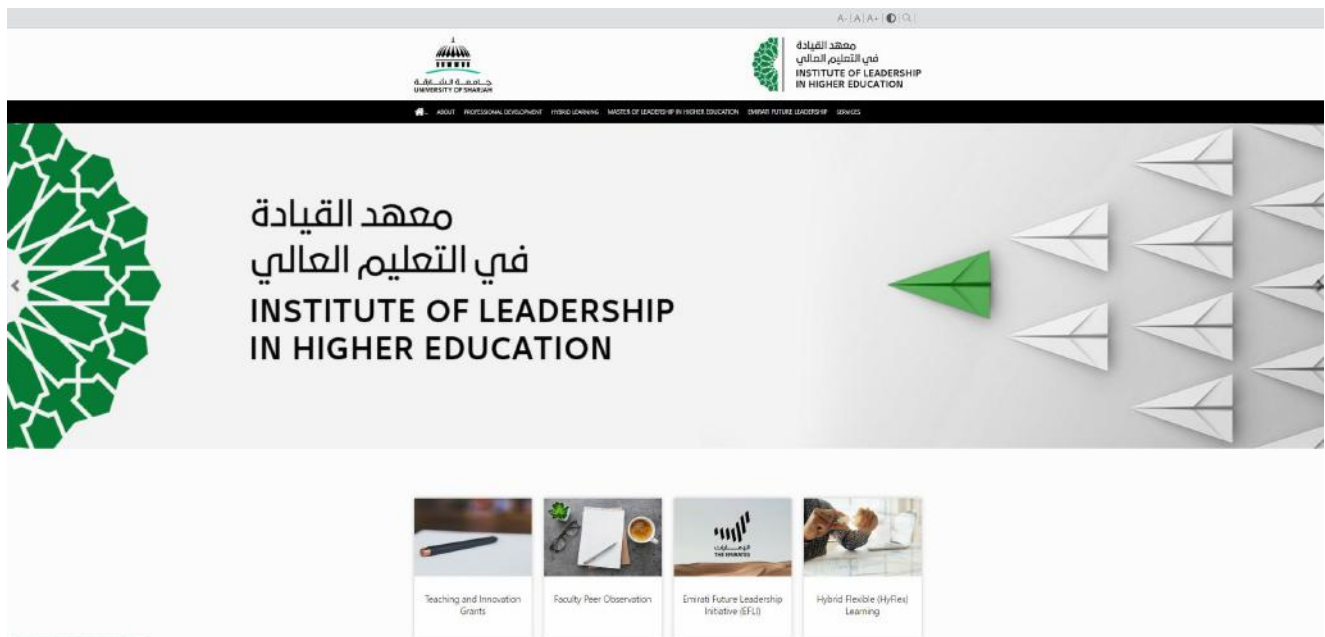 A- | A | A+ |
جامعة الشارقة
UNIVERSITY OF SHARJAH
معهد القيادة
في التعليم العالي
INSTITUTE OF LEADERSHIP
IN HIGHER EDUCATION
ABOUT PROFESSIONAL DEVELOPMENT HYBRID LEARNING MASTER OF LEADERSHIP IN HIGHER EDUCATION EMIRATI FUTURE LEADERSHIP SERVICES
معهد القيادة
في التعليم العالي
INSTITUTE OF LEADERSHIP
IN HIGHER EDUCATION
الإمارات
THE EMIRATES
Teaching and Innovation
Grants
Faculty Peer Observation
Emirati Future Leadership
Initiative (EFLI)
Hybrid Flexible (HyFlex)
Learning